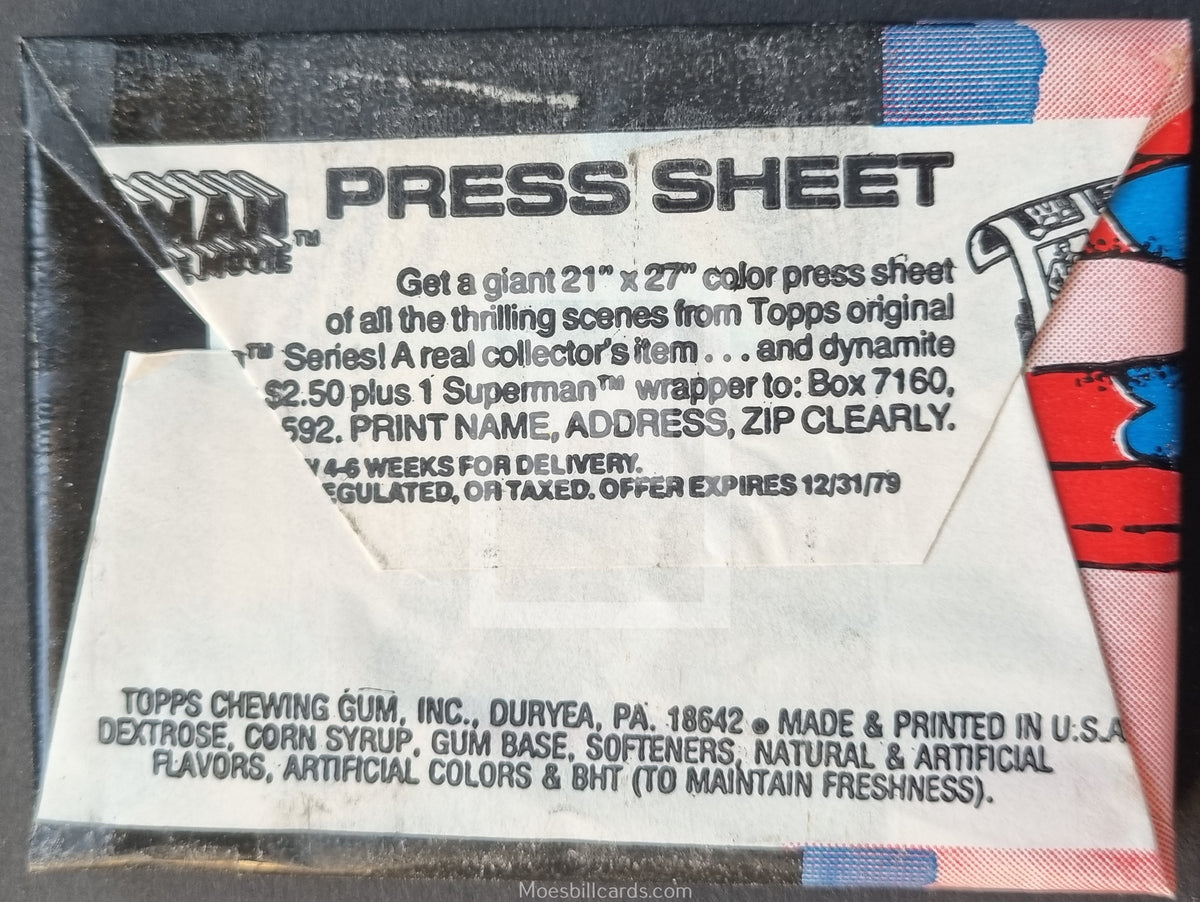 MAN PRESS SHEET
MOVIE™
Get a giant 21" x 27" color press sheet
of all the thrilling scenes from Topps original
™ Series! A real collector's item . . . and dynamite
$2.50 plus 1 Superman™ wrapper to: Box 7160,
592. PRINT NAME, ADDRESS, ZIP CLEARLY.
4-6 WEEKS FOR DELIVERY.
EGULATED, OR TAXED. OFFER EXPIRES 12/31/79
TOPPS CHEWING GUM, INC., DURYEA, PA. 18642 • MADE & PRINTED IN U.S.A
DEXTROSE, CORN SYRUP, GUM BASE, SOFTENERS, NATURAL & ARTIFICIAL
FLAVORS, ARTIFICIAL COLORS & BHT (TO MAINTAIN FRESHNESS).
Moesbillcards.com